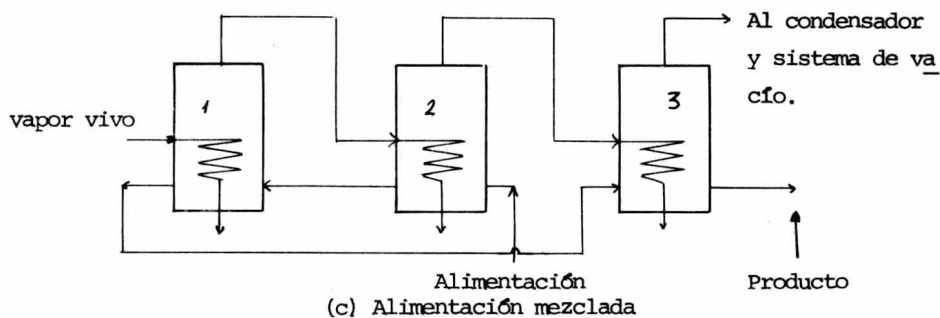 Al condensador
y sistema de va
cío.
1
2
3
vapor vivo
Alimentación
Producto
(c) Alimentación mezclada